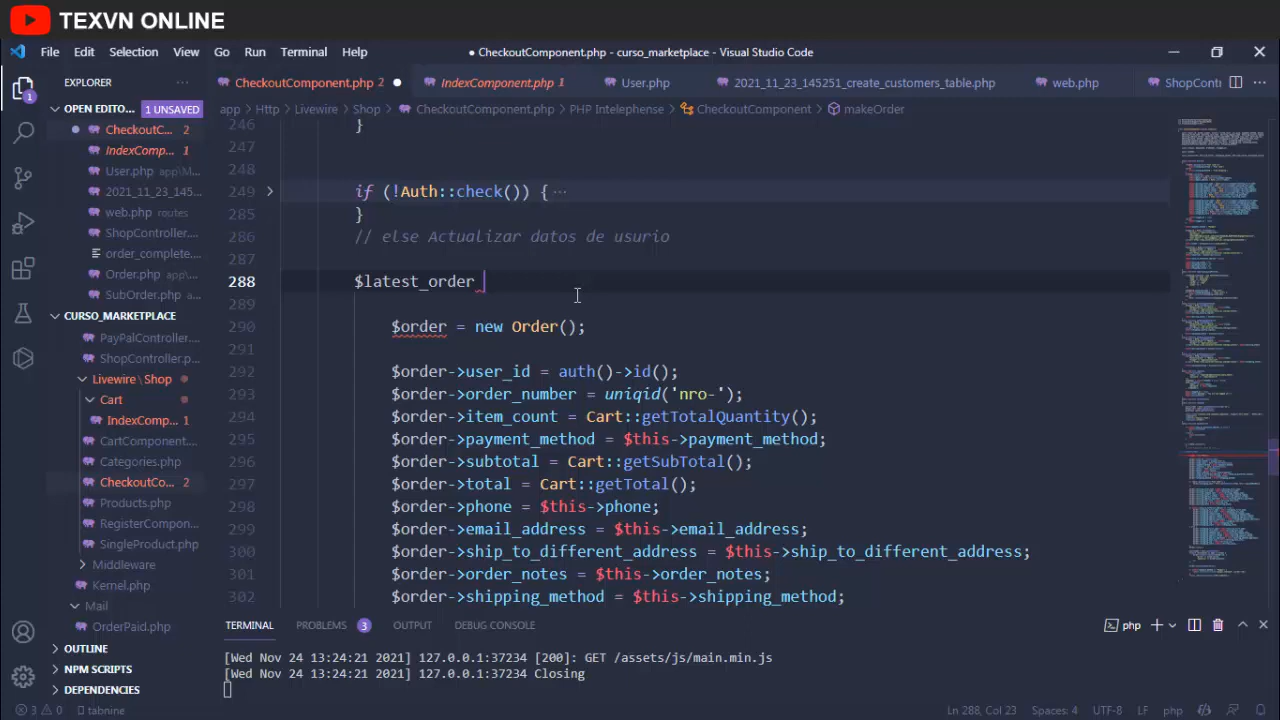 TEXVN ONLINE
File Edit Selection View Go Run Terminal Help
● CheckoutComponent.php - curso_marketplace - Visual Studio Code
EXPLORER ···
CheckoutComponent.php 2 ●
IndexComponent.php 1
User.php
2021_11_23_145251_create_customers_table.php
web.php
ShopContr
···
OPEN EDITO... 1 UNSAVED
app > Http > Livewire > Shop > CheckoutComponent.php > PHP Intelephense > CheckoutComponent > makeOrder
1
● CheckoutC... 2
IndexComp... 1
User.php app\M...
2021_11_23_145...
web.php routes
ShopController....
order_complete....
Order.php app\...
SubOrder.php ...
CURSO_MARKETPLACE
PayPalController....
ShopController.p...
Livewire \ Shop
Cart
IndexComp... 1
CartComponent....
Categories.php
CheckoutCo... 2
Products.php
RegisterCompon...
SingleProduct.php
Middleware
Kernel.php
Mail
OrderPaid.php
OUTLINE
NPM SCRIPTS
DEPENDENCIES
246 }
247
248
249 > if (!Auth::check()) { ···
285 }
286 // else Actualizar datos de usurio
288 $latest_order
289
290 $order = new Order();
291
292 $order->user_id = auth()->id();
293 $order->order_number = uniqid('nro-');
294 $order->item_count = Cart::getTotalQuantity();
295 $order->payment_method = $this->payment_method;
296 $order->subtotal = Cart::getSubTotal();
297 $order->total = Cart::getTotal();
298 $order->phone = $this->phone;
299 $order->email_address = $this->email_address;
300 $order->ship_to_different_address = $this->ship_to_different_address;
301 $order->order_notes = $this->order_notes;
302 $order->shipping_method = $this->shipping_method;
TERMINAL PROBLEMS 3 OUTPUT DEBUG CONSOLE
php
[Wed Nov 24 13:24:21 2021] 127.0.0.1:37234 [200]: GET /assets/js/main.min.js
[Wed Nov 24 13:24:21 2021] 127.0.0.1:37234 Closing
3 0 tabnine
Ln 288, Col 23 Spaces: 4 UTF-8 LF php